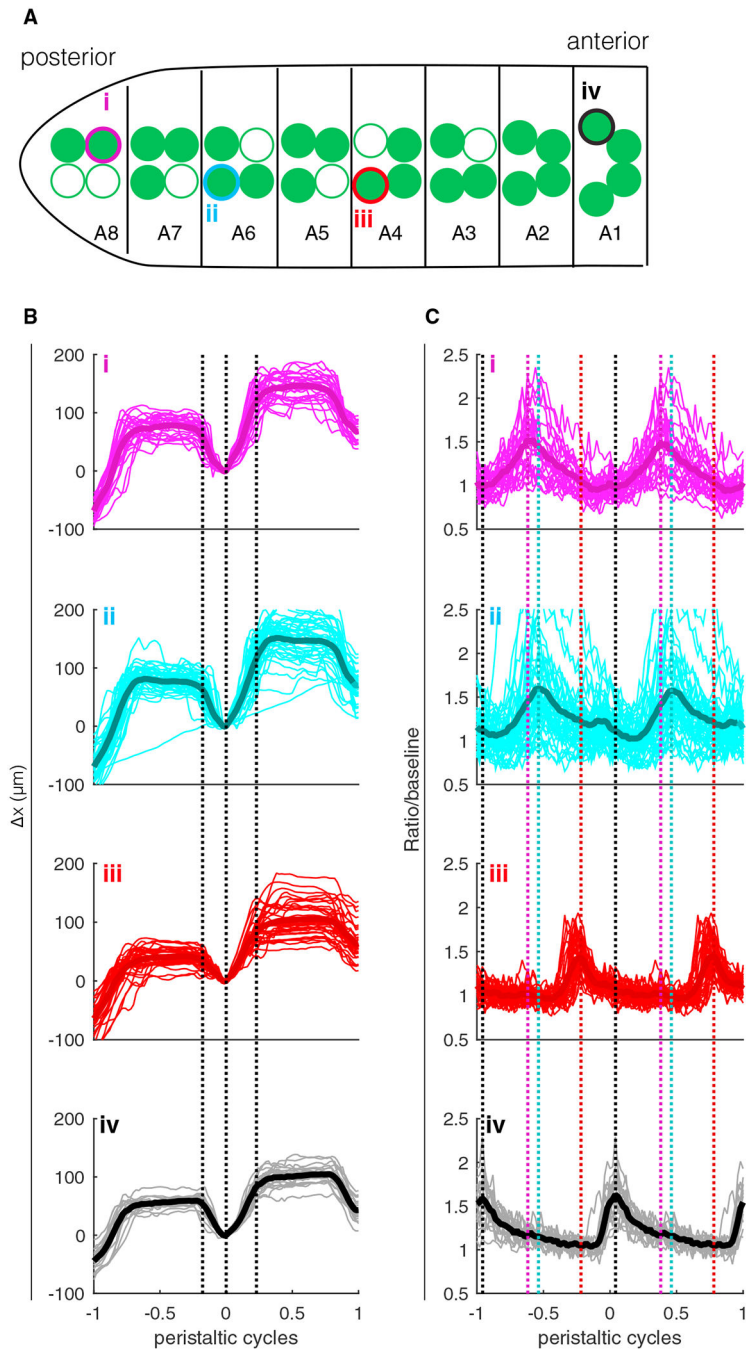 A
posterior
anterior
i
iv
ii
iii
A8 A7 A6 A5 A4 A3 A2 A1
B
C
i
200
100
0
-100
i
2.5
2
1.5
1
0.5
ii
200
100
0
-100
ii
2.5
2
1.5
1
0.5
Δx (μm)
Ratio/baseline
iii
200
100
0
-100
iii
2.5
2
1.5
1
0.5
iv
200
100
0
-100
iv
2.5
2
1.5
1
0.5
-1 -0.5 0 0.5 1
peristaltic cycles
-1 -0.5 0 0.5 1
peristaltic cycles